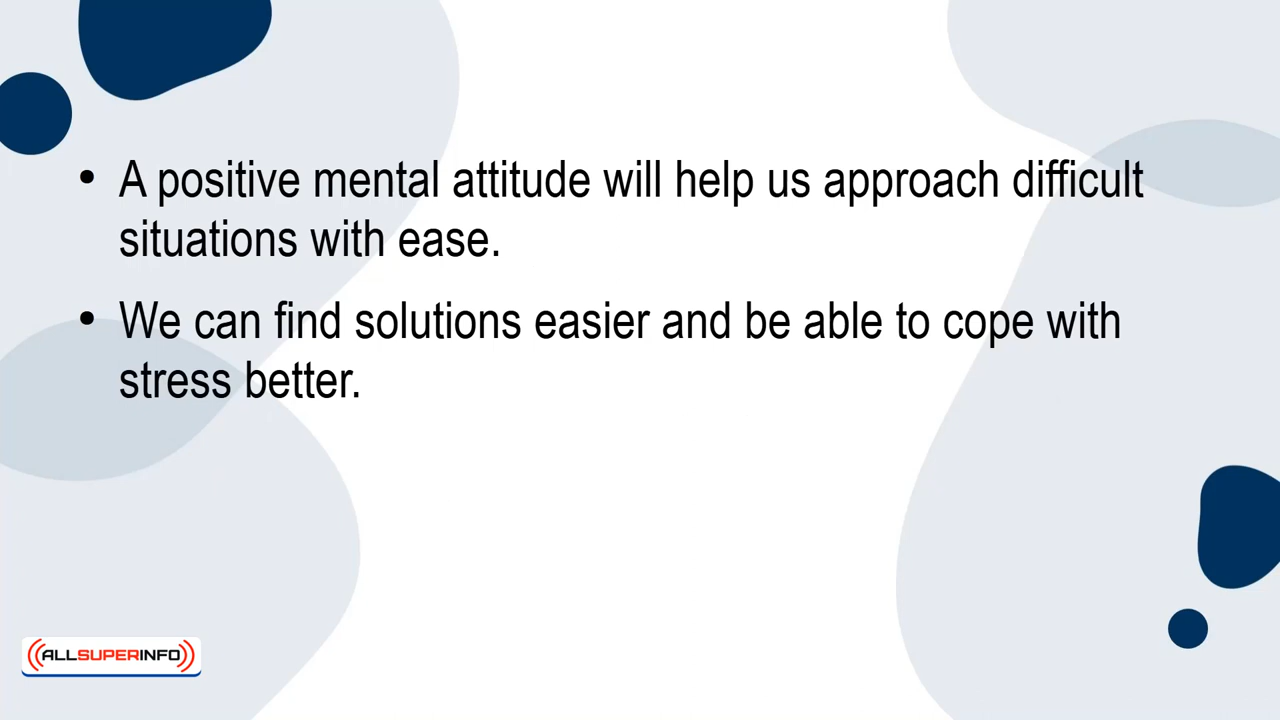 • A positive mental attitude will help us approach difficult
situations with ease.
• We can find solutions easier and be able to cope with
stress better.
ALLSUPERINFO